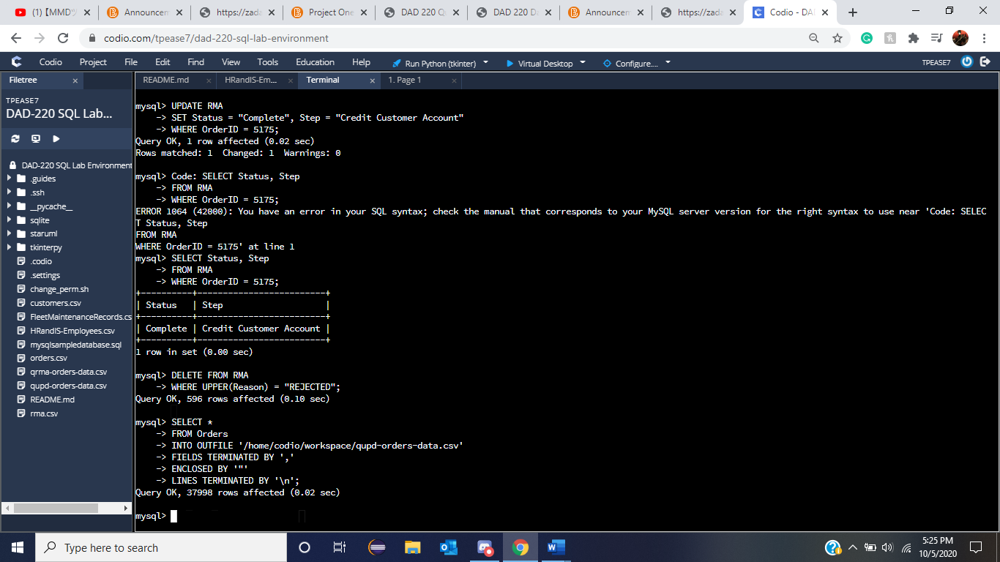 (1)【MMDツ
Announcem
https://zada
Project One
DAD 220 Q
DAD 220 D
Announcem
https://zada
Codio - DA
codio.com/tpease7/dad-220-sql-lab-environment
Codio Project File Edit Find View Tools Education Help Run Python (tkinter) Virtual Desktop Configure.... TPEASE7
Filetree
README.md HRandIS-Em... Terminal 1. Page 1
TPEASE7
DAD-220 SQL Lab...
DAD-220 SQL Lab Environment
.guides
.ssh
__pycache__
sqlite
staruml
tkinterpy
.codio
.settings
change_perm.sh
customers.csv
FleetMaintenanceRecords.cs
HRandIS-Employees.csv
mysqlsampledatabase.sql
orders.csv
qrma-orders-data.csv
qupd-orders-data.csv
README.md
rma.csv
mysql> UPDATE RMA
-> SET Status = "Complete", Step = "Credit Customer Account"
-> WHERE OrderID = 5175;
Query OK, 1 row affected (0.02 sec)
Rows matched: 1 Changed: 1 Warnings: 0
mysql> Code: SELECT Status, Step
-> FROM RMA
-> WHERE OrderID = 5175;
ERROR 1064 (42000): You have an error in your SQL syntax; check the manual that corresponds to your MySQL server version for the right syntax to use near 'Code: SELEC
T Status, Step
FROM RMA
WHERE OrderID = 5175' at line 1
mysql> SELECT Status, Step
-> FROM RMA
-> WHERE OrderID = 5175;
+----------+-------------------------+
| Status | Step |
+----------+-------------------------+
| Complete | Credit Customer Account |
+----------+-------------------------+
1 row in set (0.00 sec)
mysql> DELETE FROM RMA
-> WHERE UPPER(Reason) = "REJECTED";
Query OK, 596 rows affected (0.10 sec)
mysql> SELECT *
-> FROM Orders
-> INTO OUTFILE '/home/codio/workspace/qupd-orders-data.csv'
-> FIELDS TERMINATED BY ','
-> ENCLOSED BY '"'
-> LINES TERMINATED BY '\n';
Query OK, 37998 rows affected (0.02 sec)
mysql>
Type here to search
5:25 PM
10/5/2020